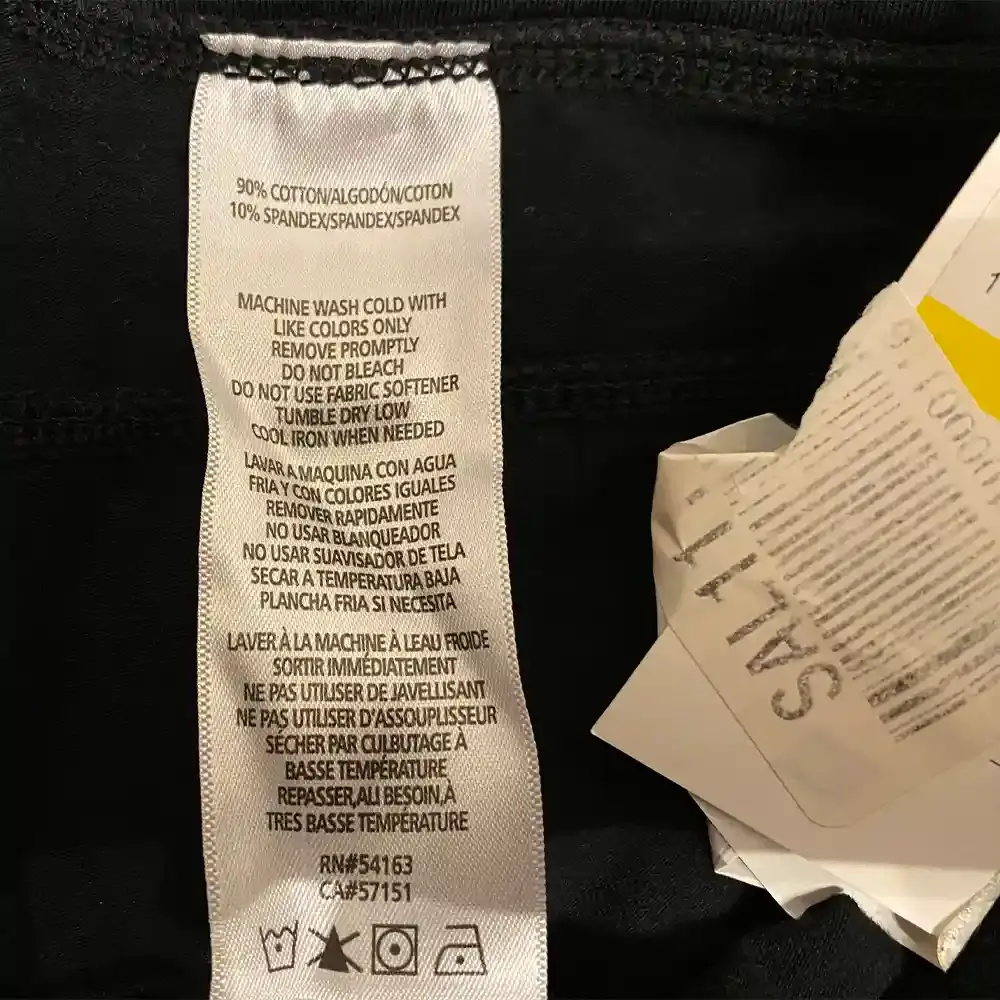 90% COTTON/ALGODÓN/COTON
10% SPANDEX/SPANDEX/SPANDEX
MACHINE WASH COLD WITH
LIKE COLORS ONLY
REMOVE PROMPTLY
DO NOT BLEACH
DO NOT USE FABRIC SOFTENER
TUMBLE DRY LOW
COOL IRON WHEN NEEDED
LAVAR A MAQUINA CON AGUA
FRIA Y CON COLORES IGUALES
REMOVER RAPIDAMENTE
NO USAR BLANQUEADOR
NO USAR SUAVISADOR DE TELA
SECAR A TEMPERATURA BAJA
PLANCHA FRIA SI NECESITA
LAVER À LA MACHINE À LEAU FROIDE
SORTIR IMMÉDIATEMENT
NE PAS UTILISER DE JAVELLISANT
NE PAS UTILISER D'ASSOUPLISSEUR
SÉCHER PAR CULBUTAGE À
BASSE TEMPÉRATURE
REPASSER,AU BESOIN,À
TRES BASSE TEMPÉRATURE
RN#54163
CA#57151